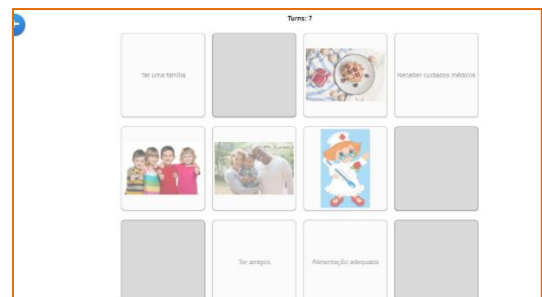 Turns: 7
Ter uma família
Receber cuidados médicos
Ter amigos
Alimentação adequada